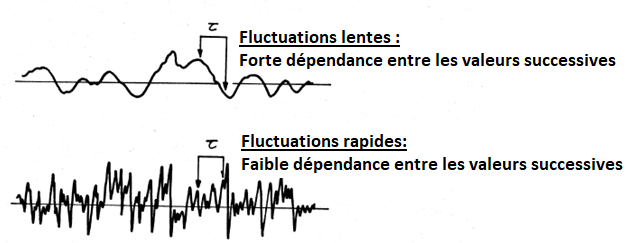 τ
Fluctuations lentes :
Forte dépendance entre les valeurs successives
τ
Fluctuations rapides:
Faible dépendance entre les valeurs successives